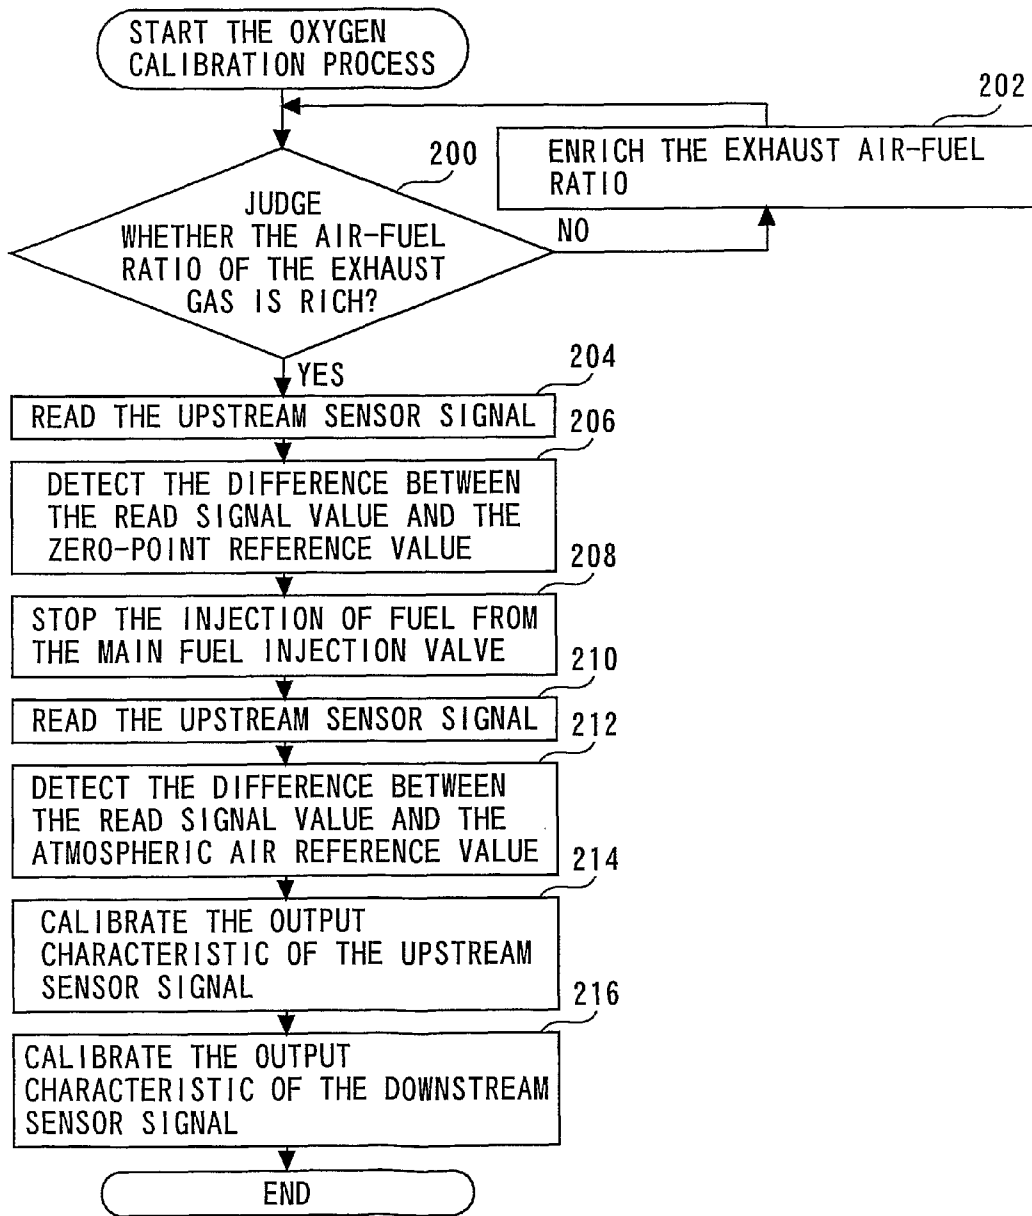 START THE OXYGEN
CALIBRATION PROCESS
202
ENRICH THE EXHAUST AIR-FUEL
RATIO
200
JUDGE
WHETHER THE AIR-FUEL
RATIO OF THE EXHAUST
GAS IS RICH?
NO
YES
204
READ THE UPSTREAM SENSOR SIGNAL
206
DETECT THE DIFFERENCE BETWEEN
THE READ SIGNAL VALUE AND THE
ZERO-POINT REFERENCE VALUE
208
STOP THE INJECTION OF FUEL FROM
THE MAIN FUEL INJECTION VALVE
210
READ THE UPSTREAM SENSOR SIGNAL
212
DETECT THE DIFFERENCE BETWEEN
THE READ SIGNAL VALUE AND THE
ATMOSPHERIC AIR REFERENCE VALUE
214
CALIBRATE THE OUTPUT
CHARACTERISTIC OF THE UPSTREAM
SENSOR SIGNAL
216
CALIBRATE THE OUTPUT
CHARACTERISTIC OF THE DOWNSTREAM
SENSOR SIGNAL
END